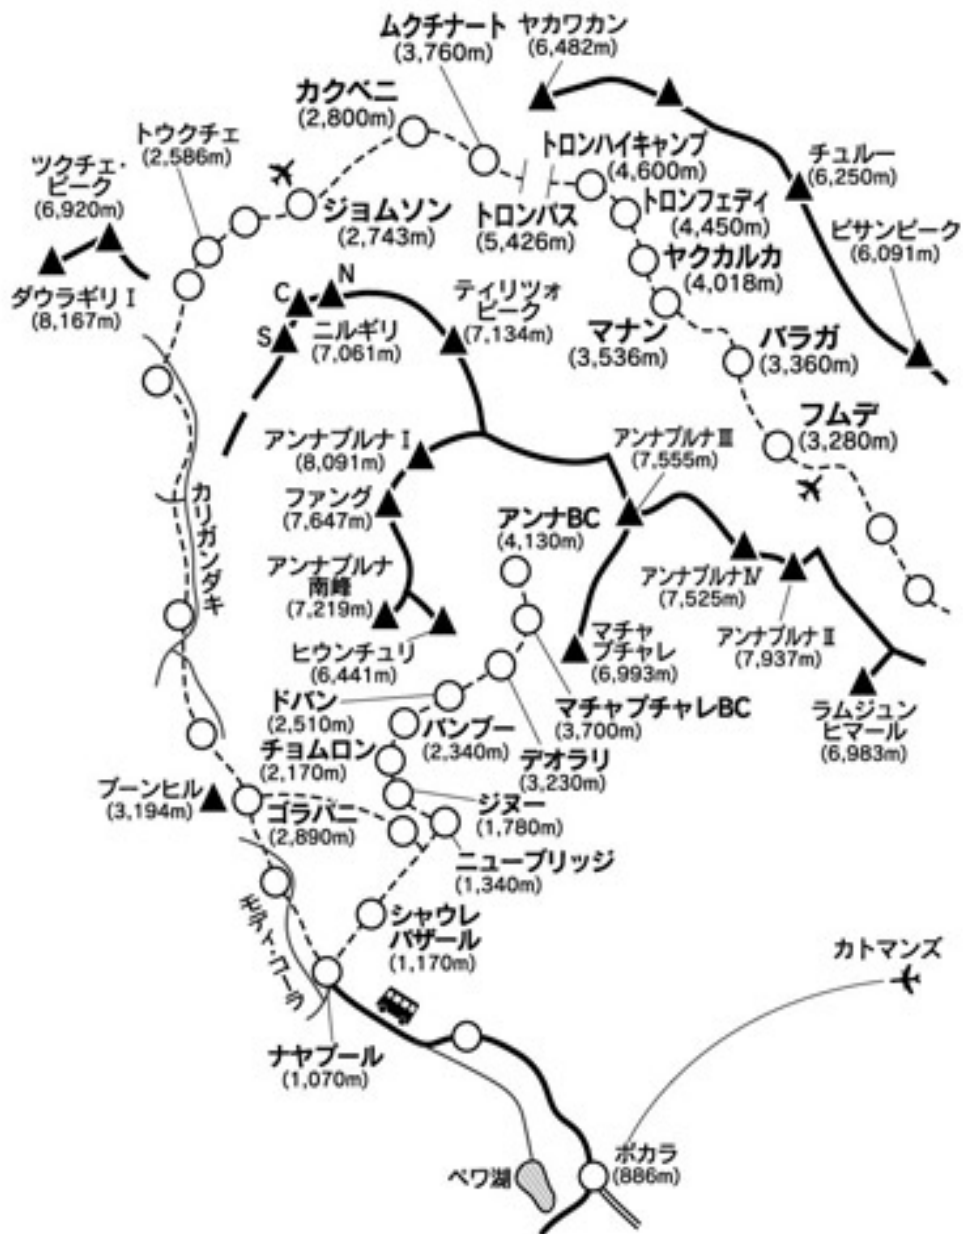 ムクチナート
(3,760m)
ヤカワカン
(6,482m)
カクベニ
(2,800m)
トウクチェ
(2,586m)
ツクチェ・
ピーク
(6,920m)
トロンハイキャンプ
(4,600m)
チュルー
(6,250m)
ジョムソン
(2,743m)
トロンパス
(5,426m)
トロンフェディ
(4,450m)
ピサンピーク
(6,091m)
ヤクカルカ
(4,018m)
ダウラギリ I
(8,167m)
C
N
S
ニルギリ
(7,061m)
ティリツォ
ピーク
(7,134m)
マナン
(3,536m)
バラガ
(3,360m)
フムデ
(3,280m)
アンナプルナ I
(8,091m)
アンナプルナ Ⅲ
(7,555m)
ファング
(7,647m)
アンナBC
(4,130m)
カリガンダキ
アンナプルナ
南峰
(7,219m)
アンナプルナ Ⅳ
(7,525m)
アンナプルナ Ⅱ
(7,937m)
ヒウンチュリ
(6,441m)
マチャ
プチャレ
(6,993m)
ドバン
(2,510m)
バンブー
(2,340m)
マチャプチャレBC
(3,700m)
ラムジュン
ヒマール
(6,983m)
チョムロン
(2,170m)
デオラリ
(3,230m)
プーンヒル
(3,194m)
ゴラパニ
(2,890m)
ジヌー
(1,780m)
ニューブリッジ
(1,340m)
シャウレ
バザール
(1,170m)
モディ・コーラ
カトマンズ
ナヤプール
(1,070m)
ペワ湖
ポカラ
(886m)